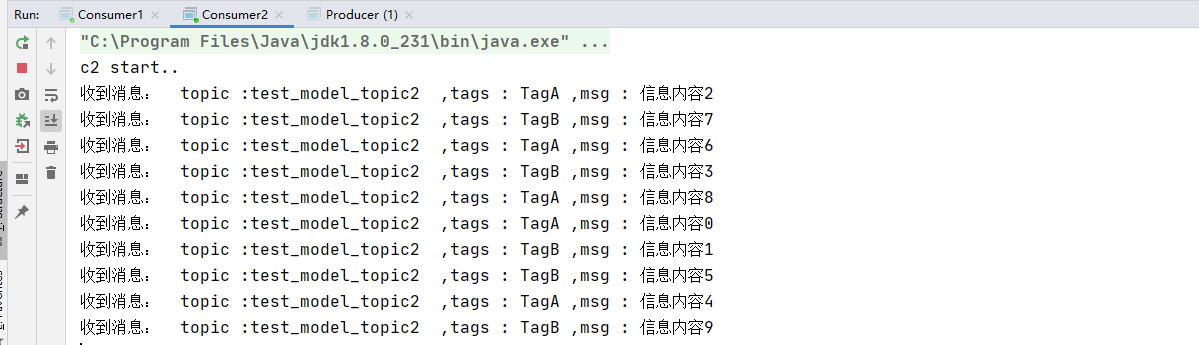 Run: Consumer1 Consumer2 Producer (1)
"C:\Program Files\Java\jdk1.8.0_231\bin\java.exe" ...
c2 start..
收到消息：  topic :test_model_topic2  ,tags : TagA ,msg : 信息内容2
收到消息：  topic :test_model_topic2  ,tags : TagB ,msg : 信息内容7
收到消息：  topic :test_model_topic2  ,tags : TagA ,msg : 信息内容6
收到消息：  topic :test_model_topic2  ,tags : TagB ,msg : 信息内容3
收到消息：  topic :test_model_topic2  ,tags : TagA ,msg : 信息内容8
收到消息：  topic :test_model_topic2  ,tags : TagA ,msg : 信息内容0
收到消息：  topic :test_model_topic2  ,tags : TagB ,msg : 信息内容1
收到消息：  topic :test_model_topic2  ,tags : TagB ,msg : 信息内容5
收到消息：  topic :test_model_topic2  ,tags : TagA ,msg : 信息内容4
收到消息：  topic :test_model_topic2  ,tags : TagB ,msg : 信息内容9